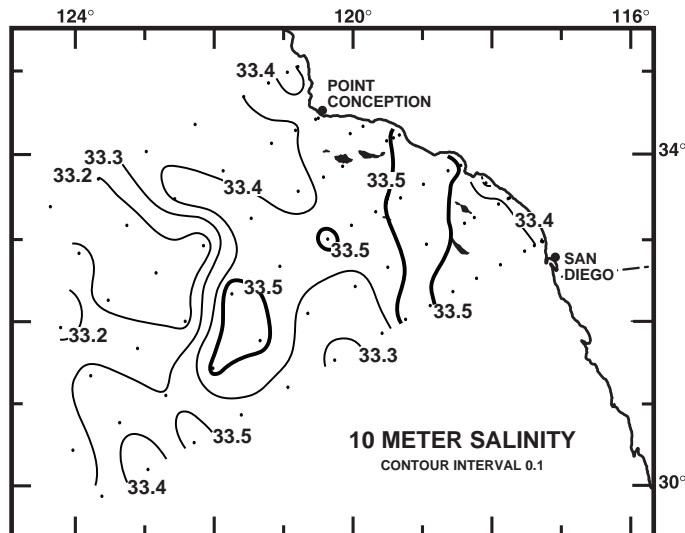 124° 120° 116°
33.4
POINT
CONCEPTION
34°
33.3
33.2
33.4
33.5
33.4
33.5
SAN
DIEGO
33.5
33.5
33.2
33.3
33.5
10 METER SALINITY
CONTOUR INTERVAL 0.1
33.4
30°